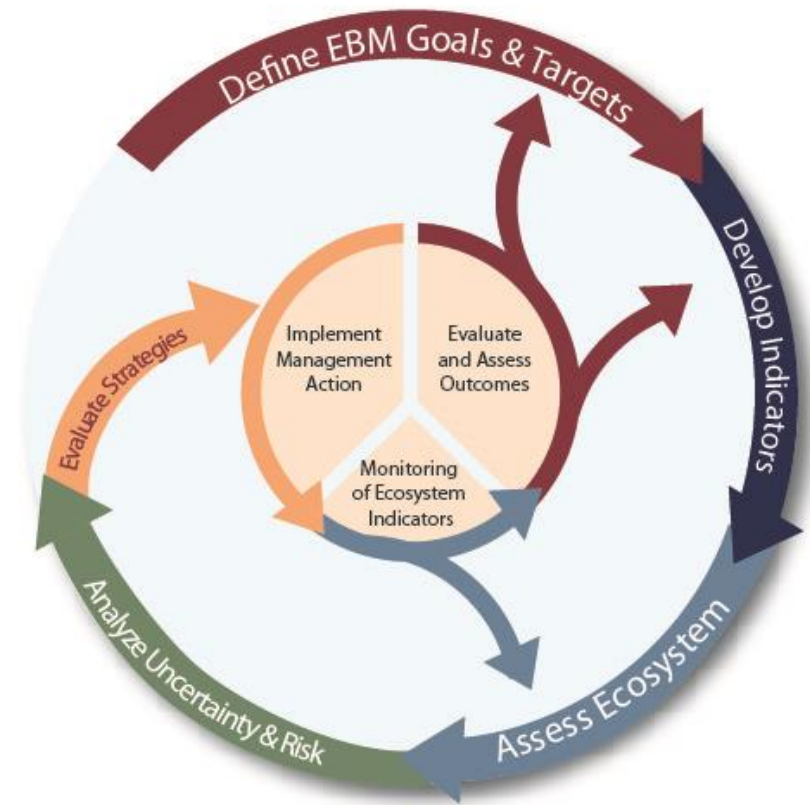 Define EBM Goals & Targets
Develop Indicators
Assess Ecosystem
Analyze Uncertainty & Risk
Evaluate Strategies
Implement
Management
Action
Evaluate
and Assess
Outcomes
Monitoring
of Ecosystem
Indicators